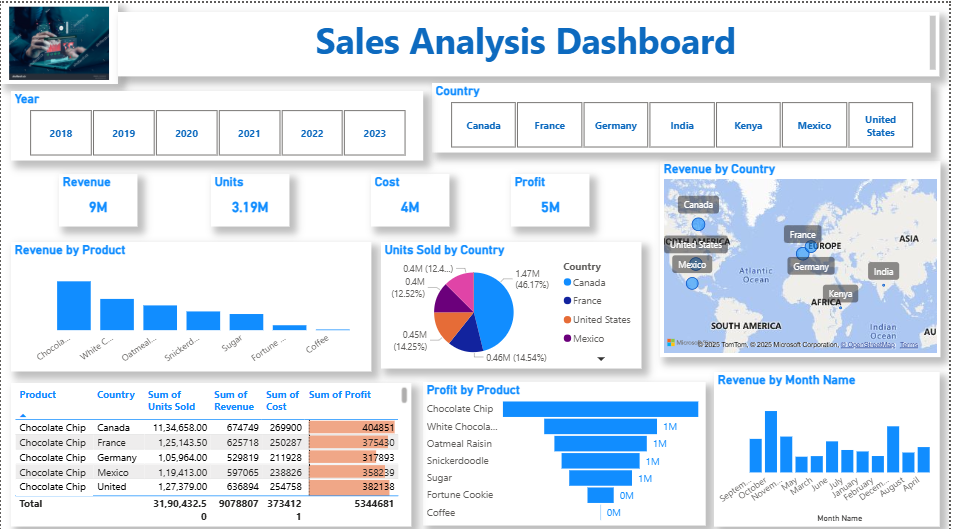 Sales Analysis Dashboard
Year
2018 2019 2020 2021 2022 2023
Country
Canada France Germany India Kenya Mexico United States
Revenue
9M
Units
3.19M
Cost
4M
Profit
5M
Revenue by Country
Canada
NORTH AMERICA
United States
Mexico
France
EUROPE
Germany
ASIA
India
Kenya
AFRICA
Atlantic
Ocean
SOUTH AMERICA
Indian
Ocean
AU
Microsoft
© 2025 TomTom, © 2025 Microsoft Corporation, © OpenStreetMap Terms
Revenue by Product
Chocola...
White C...
Oatmeal...
Snickerd...
Sugar
Fortune ...
Coffee
Units Sold by Country
0.4M (12.4...)
0.4M
(12.52%)
0.45M
(14.25%)
1.47M
(46.17%)
0.46M (14.54%)
Country
Canada
France
United States
Mexico
Product Country Sum of Units Sold Sum of Revenue Sum of Cost Sum of Profit
Chocolate Chip Canada 11,34,658.00 674749 269900 404851
Chocolate Chip France 1,25,143.50 625718 250287 375430
Chocolate Chip Germany 1,05,964.00 529819 211928 317893
Chocolate Chip Mexico 1,19,413.00 597065 238826 358239
Chocolate Chip United 1,27,379.00 636894 254758 382138
Total 31,90,432.50 9078807 3734121 5344681
Profit by Product
Chocolate Chip
White Chocola... 1M
Oatmeal Raisin 1M
Snickerdoodle 1M
Sugar 1M
Fortune Cookie 0M
Coffee 0M
Revenue by Month Name
Septem...
October
Novem...
May
March
June
July
January
February
Decem...
August
April
Month Name